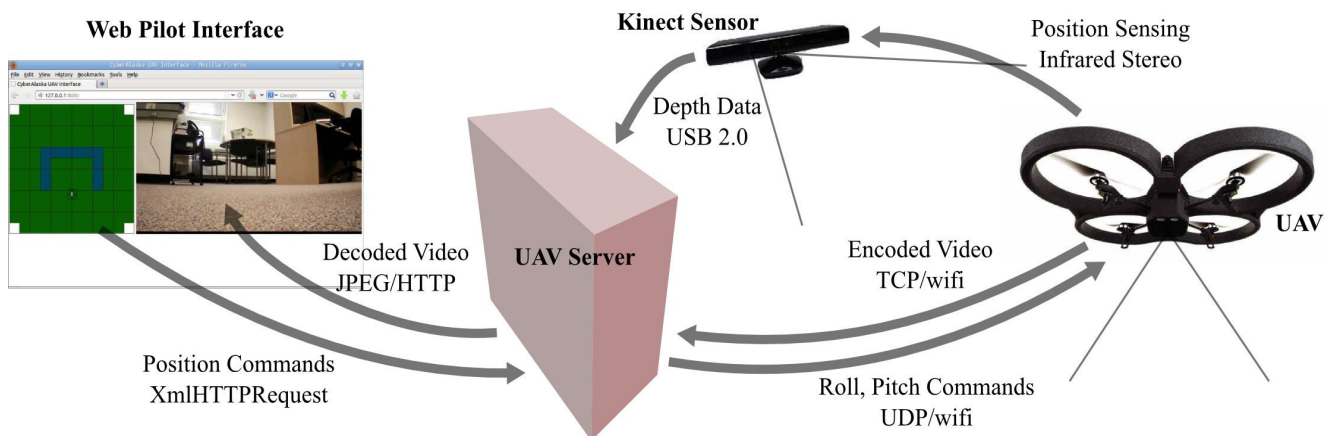 Web Pilot Interface
CyberAlaska UAV Interface - Mozilla Firefox
File Edit View History Bookmarks Tools Help
CyberAlaska UAV Interface
Google
Kinect Sensor
Position Sensing
Infrared Stereo
Depth Data
USB 2.0
UAV
UAV Server
Decoded Video
JPEG/HTTP
Encoded Video
TCP/wifi
Position Commands
XmlHTTPRequest
Roll, Pitch Commands
UDP/wifi